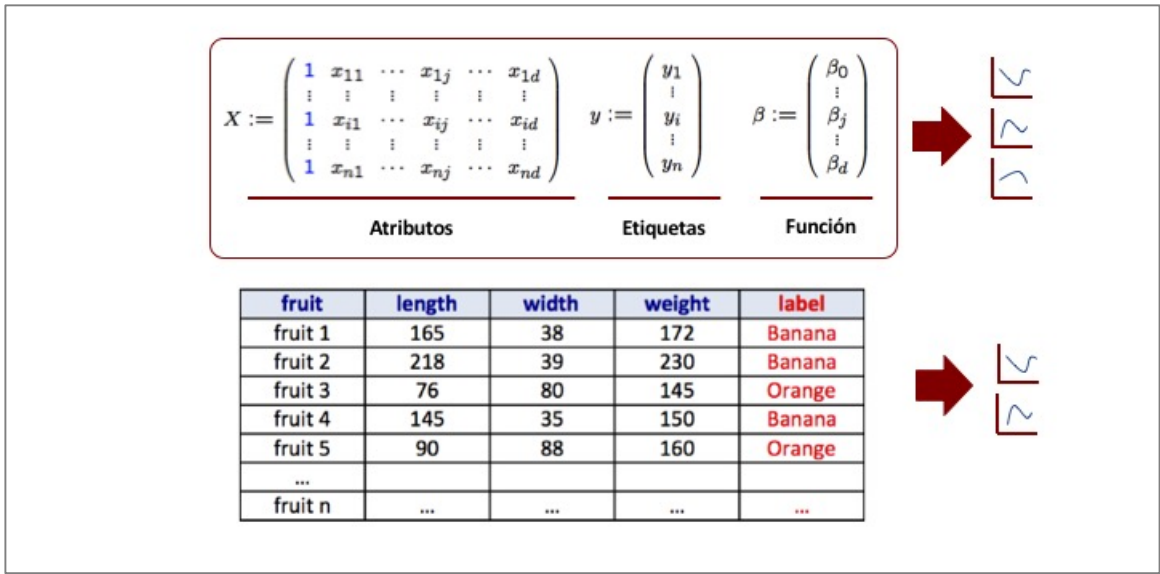 X := ( 1 x11 ⋯ x1j ⋯ x1d
⋮ ⋮ ⋮ ⋮ ⋮ ⋮
1 xi1 ⋯ xij ⋯ xid
⋮ ⋮ ⋮ ⋮ ⋮ ⋮
1 xn1 ⋯ xnj ⋯ xnd )
y := ( y1
⋮
yi
⋮
yn )
β := ( β0
⋮
βj
⋮
βd )
Atributos Etiquetas Función
fruit length width weight label
fruit 1 165 38 172 Banana
fruit 2 218 39 230 Banana
fruit 3 76 80 145 Orange
fruit 4 145 35 150 Banana
fruit 5 90 88 160 Orange
...
fruit n ... ... ... ...